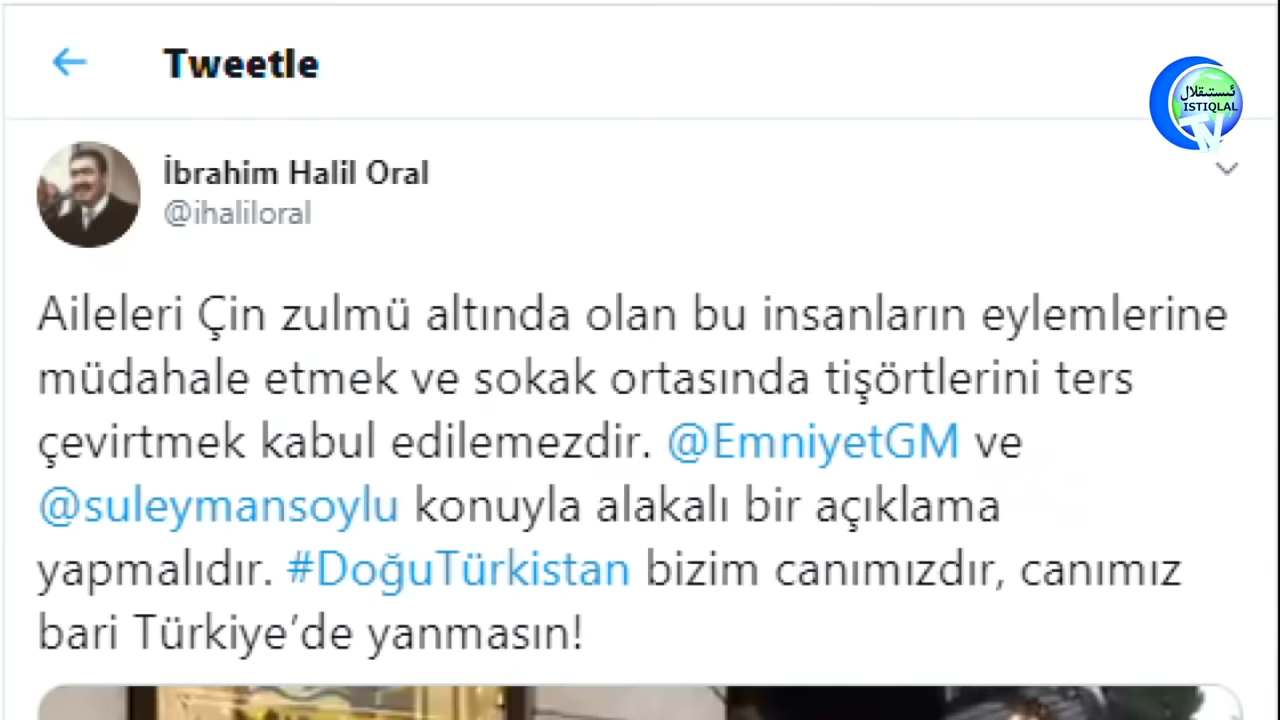 Tweetle
ئىستىقلال
ISTIQLAL
TV
İbrahim Halil Oral
@ihaliloral
Aileleri Çin zulmü altında olan bu insanların eylemlerine
müdahale etmek ve sokak ortasında tişörtlerini ters
çevirtmek kabul edilemezdir. @EmniyetGM ve
@suleymansoylu konuyla alakalı bir açıklama
yapmalıdır. #DoğuTürkistan bizim canımızdır, canımız
bari Türkiye’de yanmasın!